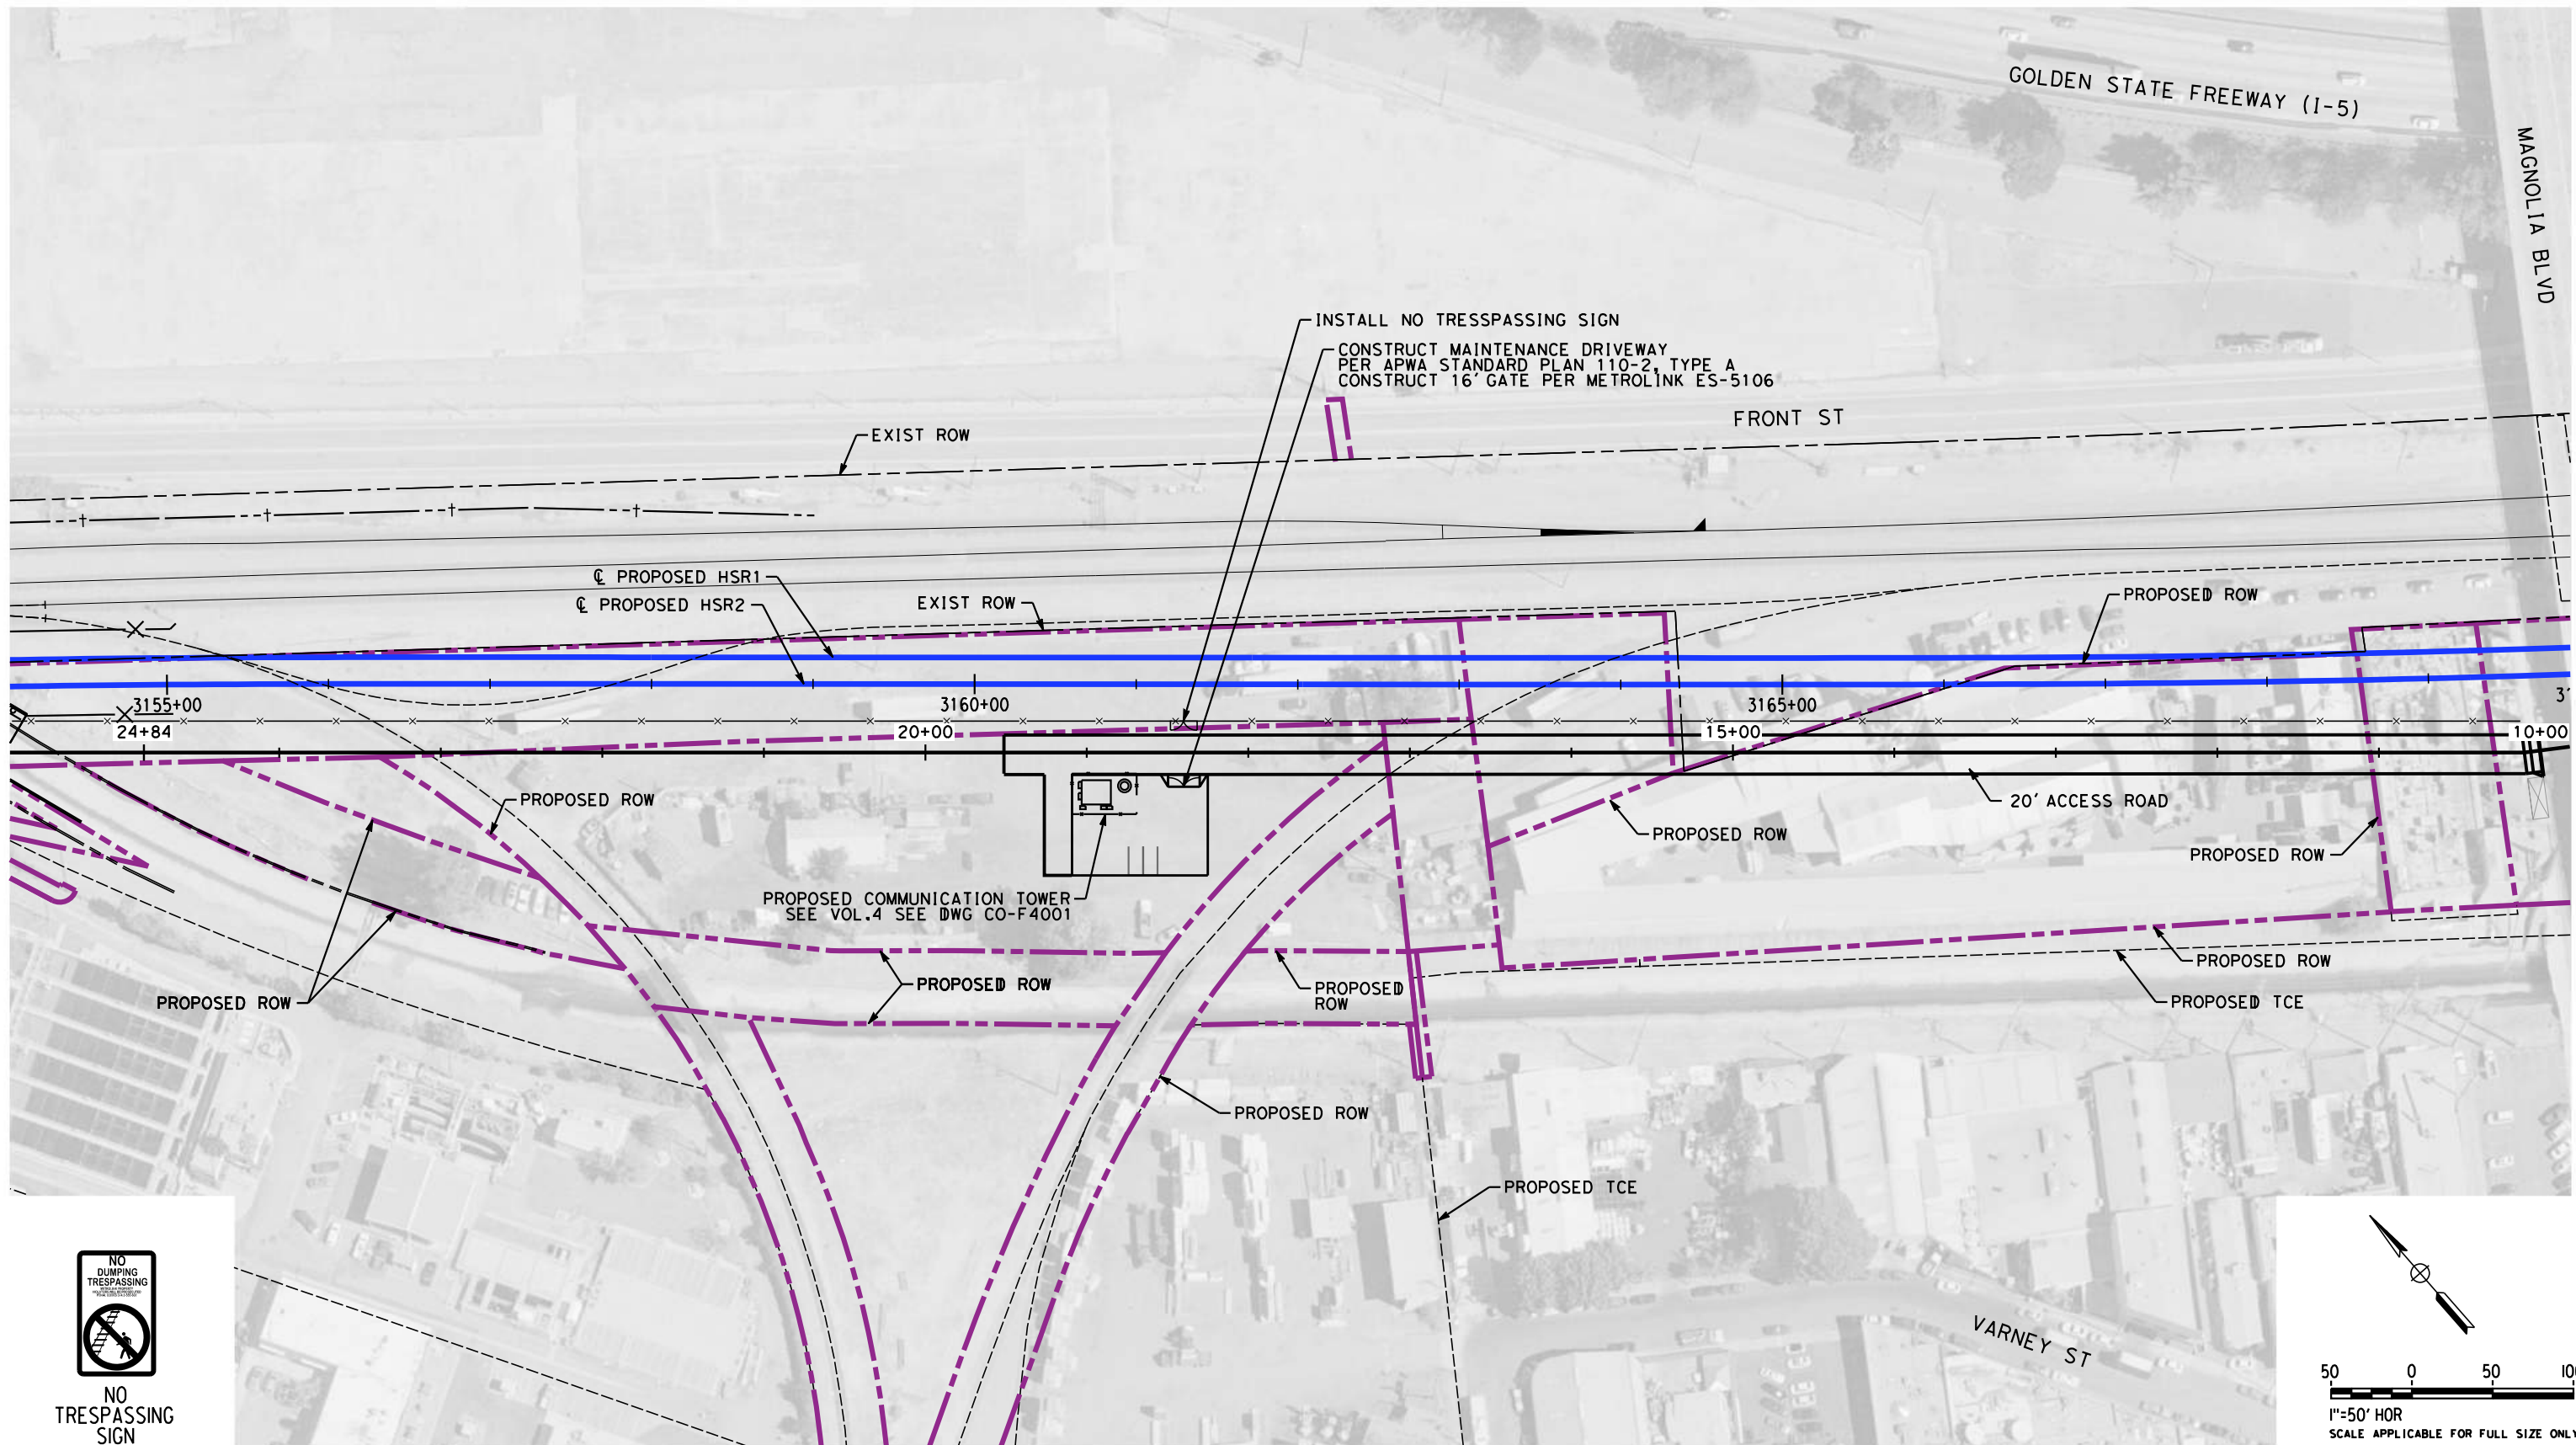 GOLDEN STATE FREEWAY (I-5)
MAGNOLIA BLVD
INSTALL NO TRESSPASSING SIGN
CONSTRUCT MAINTENANCE DRIVEWAY
PER APWA STANDARD PLAN 110-2, TYPE A
CONSTRUCT 16' GATE PER METROLINK ES-5106
FRONT ST
EXIST ROW
℄ PROPOSED HSR1
℄ PROPOSED HSR2
EXIST ROW
PROPOSED ROW
3155+00
3160+00
3165+00
24+84
20+00
15+00
10+00
PROPOSED ROW
20' ACCESS ROAD
PROPOSED ROW
PROPOSED ROW
PROPOSED COMMUNICATION TOWER
SEE VOL.4 SEE DWG CO-F4001
PROPOSED ROW
PROPOSED ROW
PROPOSED
ROW
PROPOSED ROW
PROPOSED TCE
PROPOSED ROW
PROPOSED TCE
VARNEY ST
NO
DUMPING
TRESPASSING
NO
TRESPASSING
SIGN
50 0 50
1"=50' HOR
SCALE APPLICABLE FOR FULL SIZE